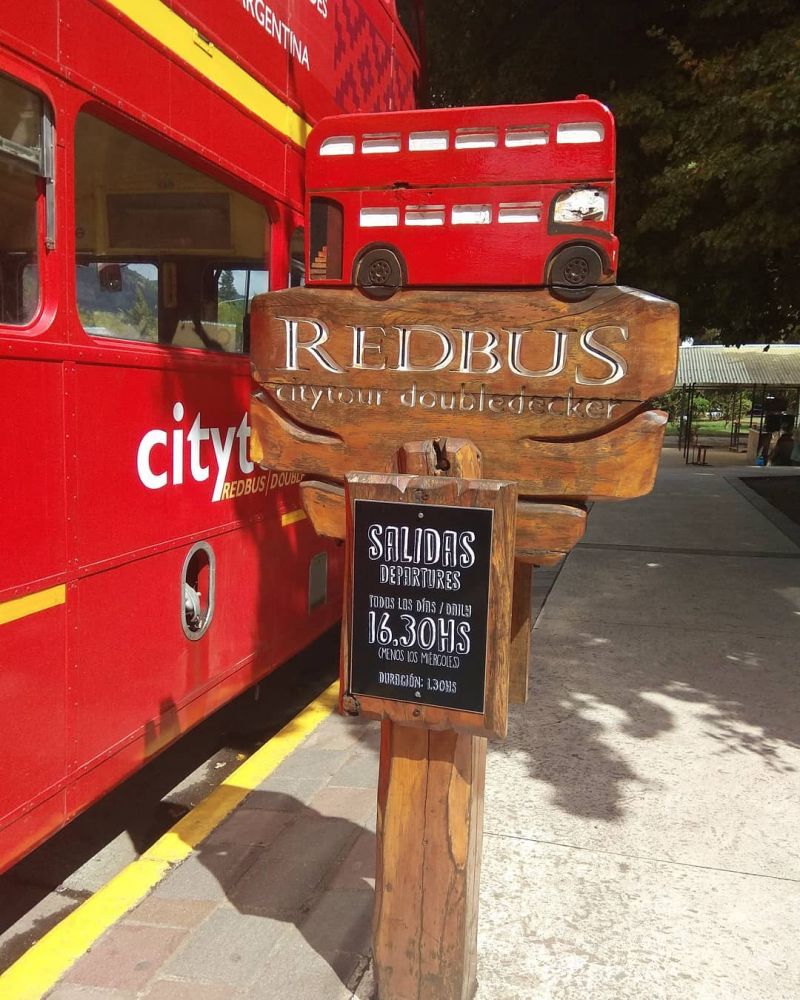 ARGENTINA
REDBUS
citytour doubledecker
SALIDAS
DEPARTURES
TODOS LOS DÍAS / DAILY
16.30HS
(MENOS LOS MIÉRCOLES)
DURACIÓN: 1.30HS
REDBUS